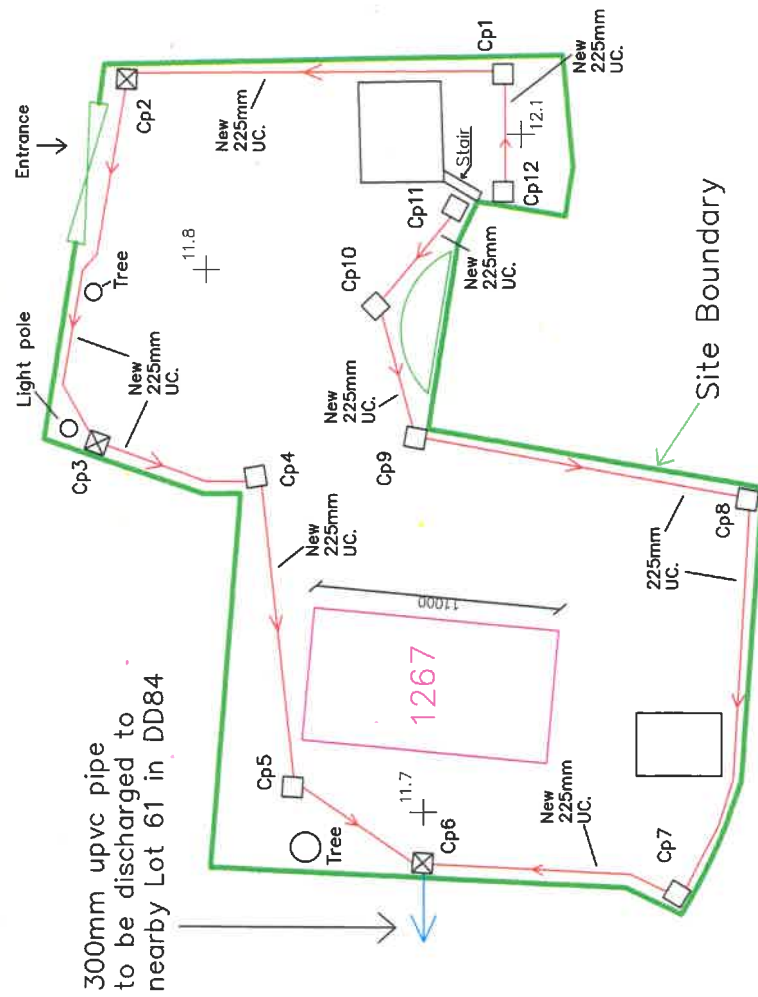 Entrance
Cp2
New
225mm
UC.
Cp1
New
225mm
UC.
12.1
Stair
Cp12
Cp11
New
225mm
UC.
Cp10
11.8
Tree
Light pole
New
225mm
UC.
Cp3
Cp4
New
225mm
UC.
New
225mm
UC.
Cp9
Site Boundary
New
225mm
UC.
Cp8
11000
1267
Cp5
Tree
11.7
Cp6
New
225mm
UC.
Cp7
300mm upvc pipe
to be discharged to
nearby Lot 61 in DD84